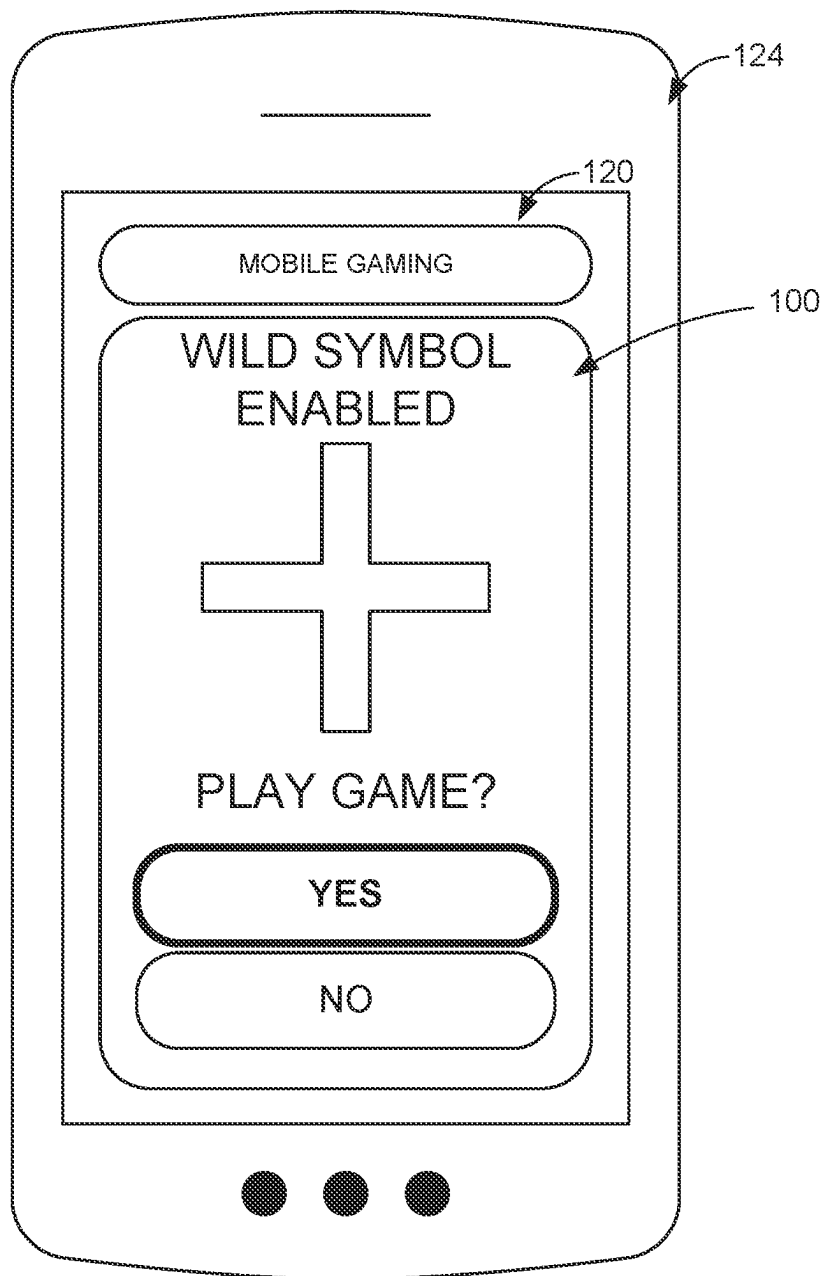 124
120
MOBILE GAMING
100
WILD SYMBOL
ENABLED
PLAY GAME?
YES
NO